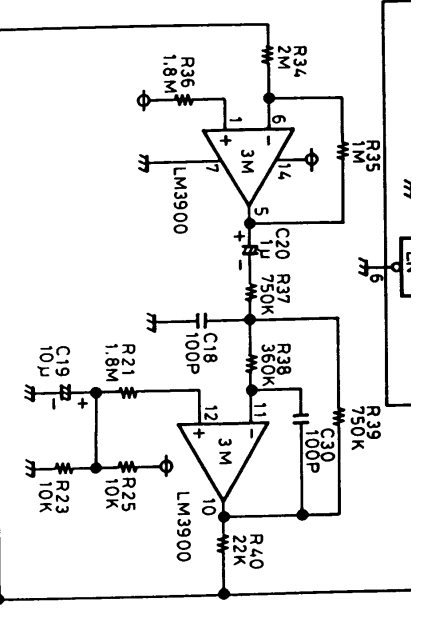 R34
2M
R36
1.8M
1
6
+
-
3M
14
7
LM3900
R35
1M
5
C20
1μ
+
-
R37
750K
6
C18
100P
R38
360K
R39
750K
C30
100P
C19
10μ
+
-
R21
1.8M
12
11
+
-
3M
R23
10K
R25
10K
LM3900
10
R40
22K